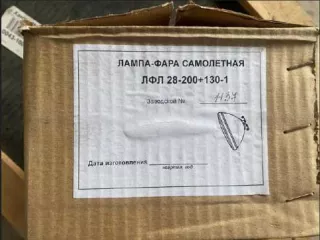 ЛАМПА-ФАРА САМОЛЕТНАЯ
ЛФЛ 28-200+130-1
Заводской №
Дата изготовления